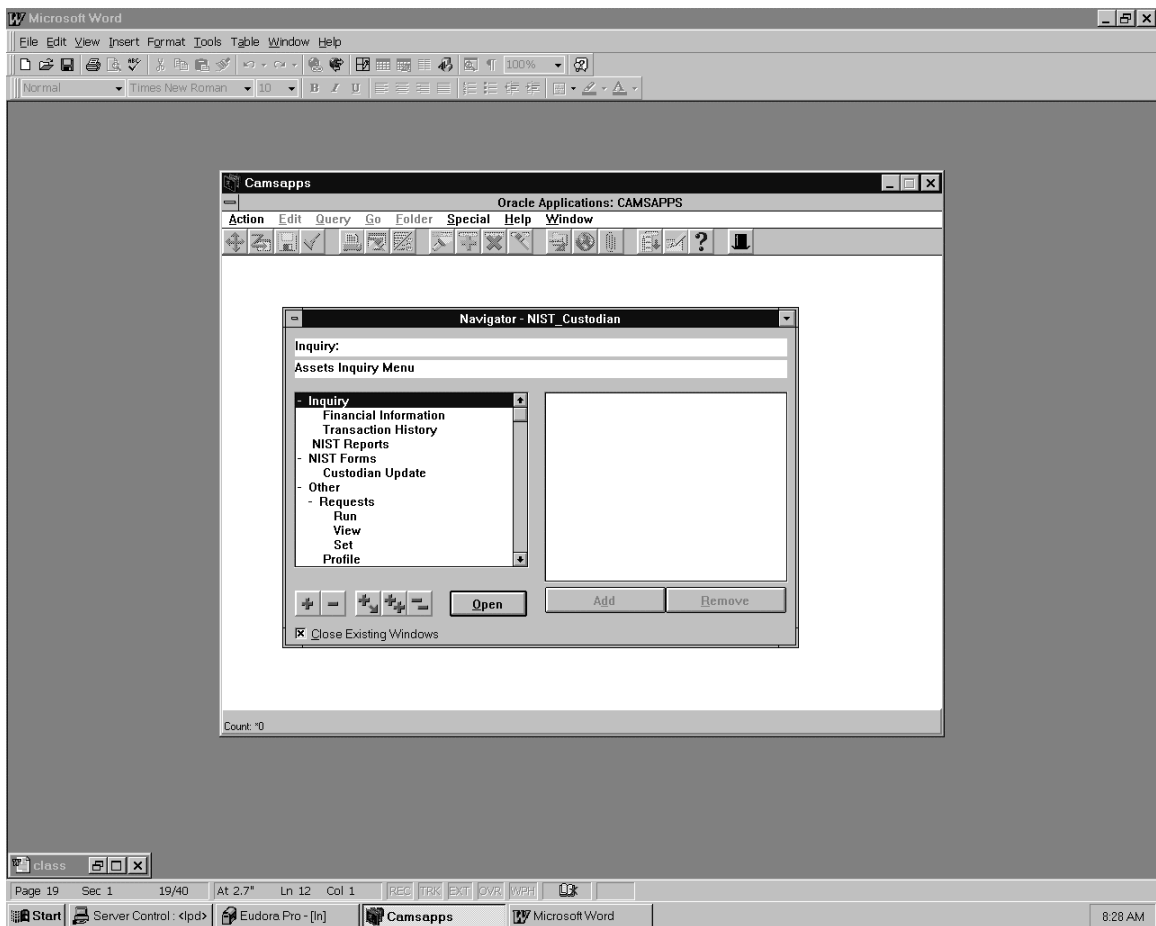 Microsoft Word
File Edit View Insert Format Tools Table Window Help
100%
Normal Times New Roman 10 B I U A
Camsapps
Oracle Applications: CAMSAPPS
Action Edit Query Go Folder Special Help Window
?
Navigator - NIST_Custodian
Inquiry:
Assets Inquiry Menu
- Inquiry
Financial Information
Transaction History
NIST Reports
- NIST Forms
Custodian Update
- Other
- Requests
Run
View
Set
Profile
Open
Add Remove
Close Existing Windows
Count: *0
class
Page 19 Sec 1 19/40 At 2.7" Ln 12 Col 1 REC TRK EXT OVR WPH
Start Server Control : <lpd> Eudora Pro - [In] Camsapps Microsoft Word 8:28 AM